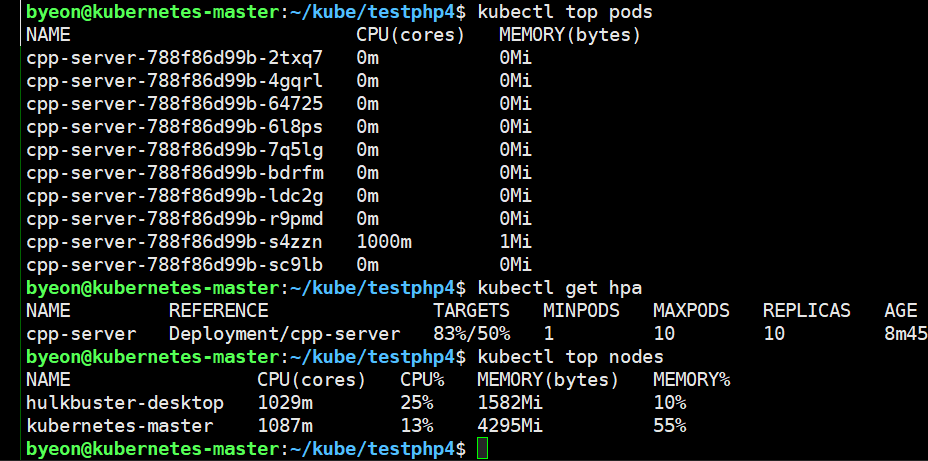 byeon@kubernetes-master:~/kube/testphp4$ kubectl top pods
NAME CPU(cores) MEMORY(bytes)
cpp-server-788f86d99b-2txq7 0m 0Mi
cpp-server-788f86d99b-4gqrl 0m 0Mi
cpp-server-788f86d99b-64725 0m 0Mi
cpp-server-788f86d99b-6l8ps 0m 0Mi
cpp-server-788f86d99b-7q5lg 0m 0Mi
cpp-server-788f86d99b-bdrfm 0m 0Mi
cpp-server-788f86d99b-ldc2g 0m 0Mi
cpp-server-788f86d99b-r9pmd 0m 0Mi
cpp-server-788f86d99b-s4zzn 1000m 1Mi
cpp-server-788f86d99b-sc9lb 0m 0Mi
byeon@kubernetes-master:~/kube/testphp4$ kubectl get hpa
NAME REFERENCE TARGETS MINPODS MAXPODS REPLICAS AGE
cpp-server Deployment/cpp-server 83%/50% 1 10 10 8m45
byeon@kubernetes-master:~/kube/testphp4$ kubectl top nodes
NAME CPU(cores) CPU% MEMORY(bytes) MEMORY%
hulkbuster-desktop 1029m 25% 1582Mi 10%
kubernetes-master 1087m 13% 4295Mi 55%
byeon@kubernetes-master:~/kube/testphp4$